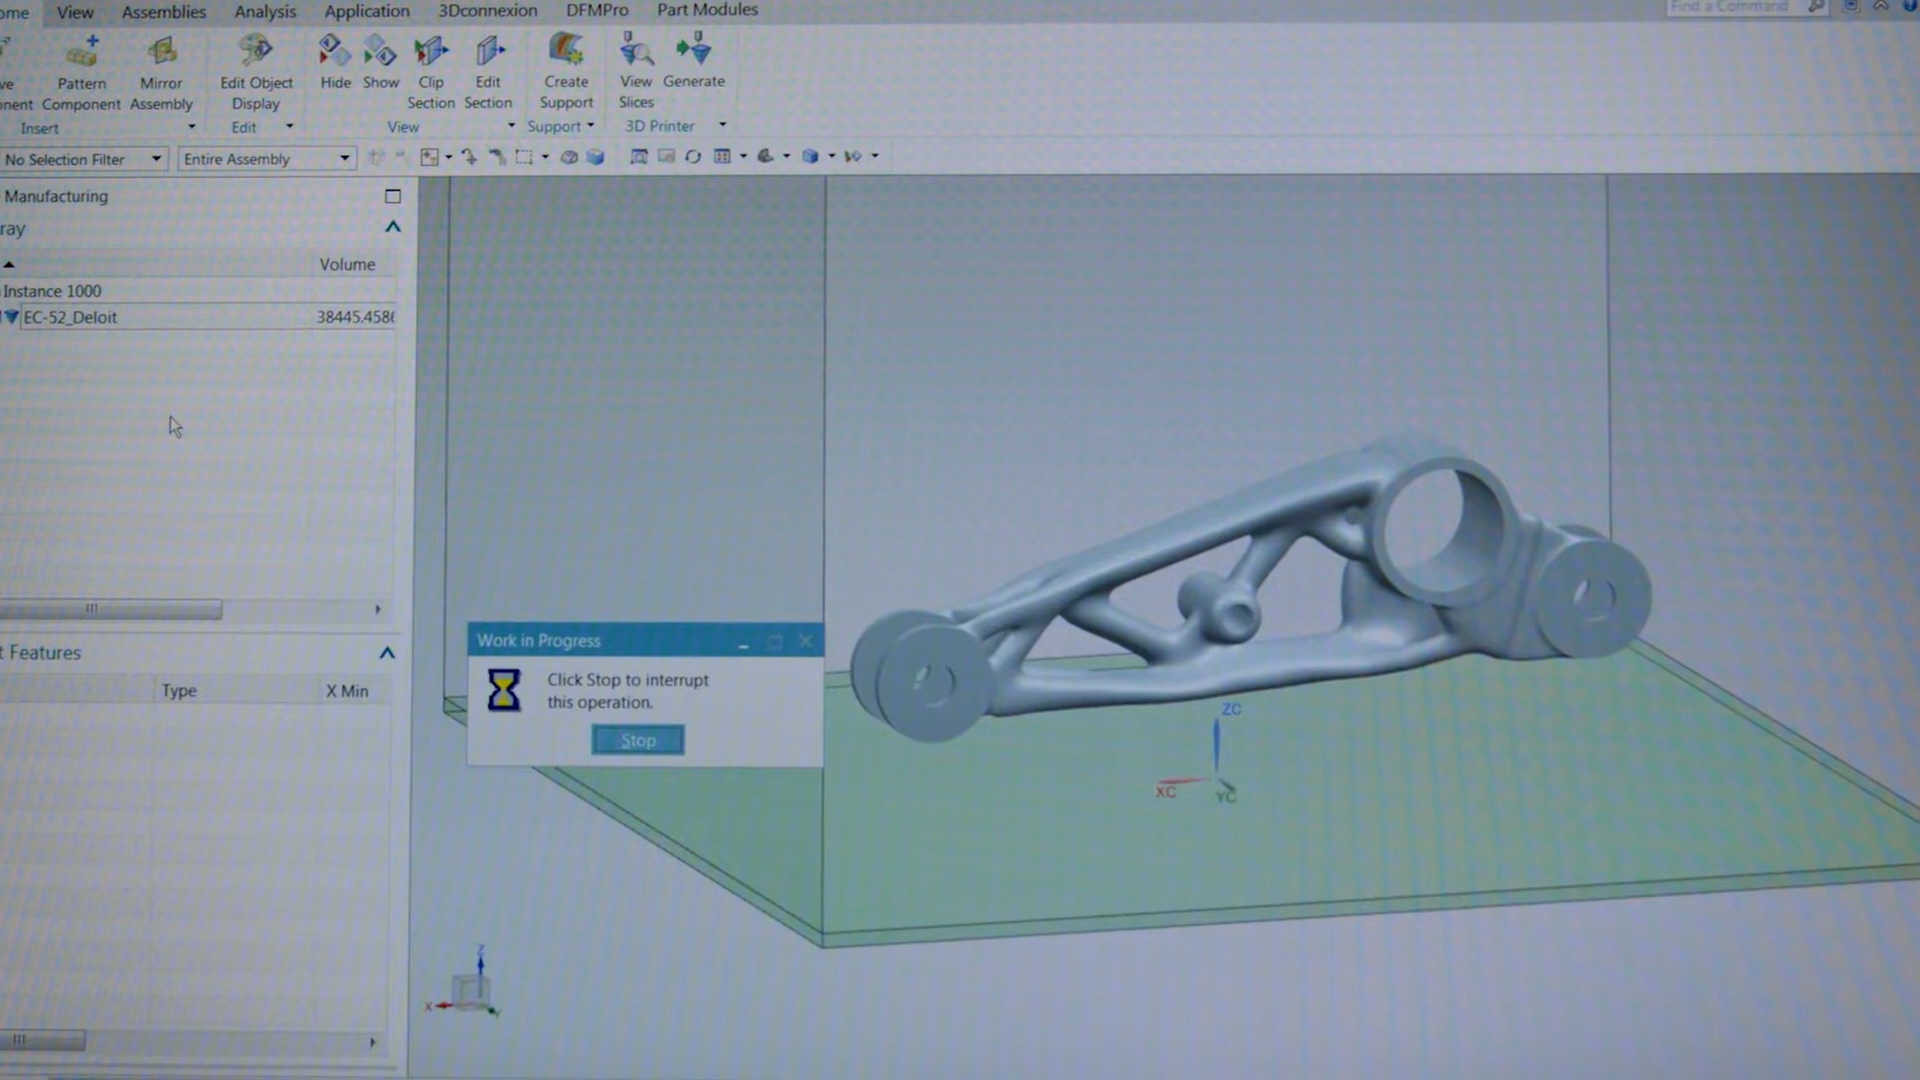 ome View Assemblies Analysis Application 3Dconnexion DFMPro Part Modules Find a Command
ve Pattern Mirror Edit Object Hide Show Clip Edit Create View Generate
nent Component Assembly Display Section Section Support Slices
Insert Edit View Support 3D Printer
No Selection Filter Entire Assembly
Manufacturing
ray
Volume
Instance 1000
EC-52_Deloit 38445.458
Work in Progress
Click Stop to interrupt
this operation.
Stop
t Features
Type X Min
ZC
XC
YC
Z
X